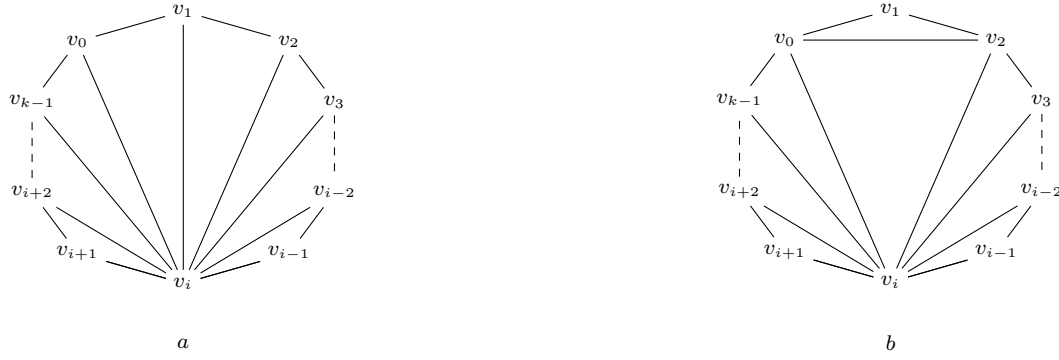 v₁ v₁
v₀ v₂ v₀ v₂
vₖ₋₁ v₃ vₖ₋₁ v₃
vᵢ₊₂ vᵢ₋₂ vᵢ₊₂ vᵢ₋₂
vᵢ₊₁ vᵢ₋₁ vᵢ₊₁ vᵢ₋₁
vᵢ vᵢ
a b